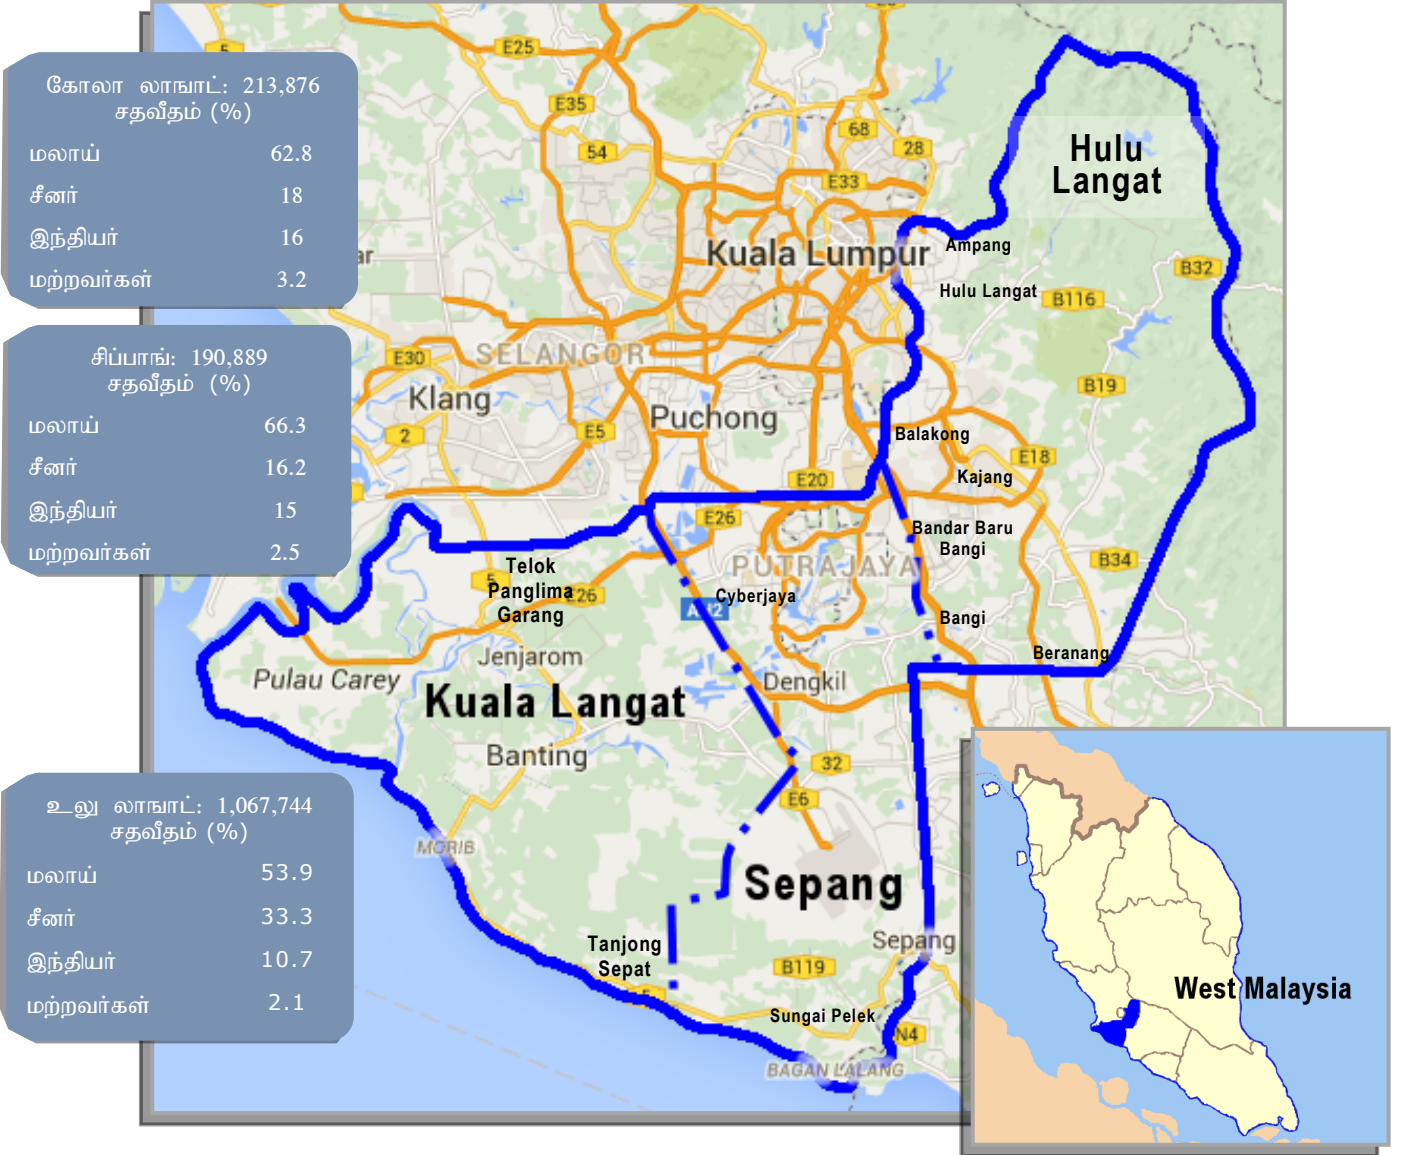 கோலா லாஙாட்: 213,876
சதவீதம் (%)
மலாய் 62.8
சீனர் 18
இந்தியர் 16
மற்றவர்கள் 3.2
சிப்பாங்: 190,889
சதவீதம் (%)
மலாய் 66.3
சீனர் 16.2
இந்தியர் 15
மற்றவர்கள் 2.5
உலு லாஙாட்: 1,067,744
சதவீதம் (%)
மலாய் 53.9
சீனர் 33.3
இந்தியர் 10.7
மற்றவர்கள் 2.1
5
E25
E35
54
68
28
E33
Hulu
Langat
Kuala Lumpur
Ampang
B32
Hulu Langat
B116
E30
SELANGOR
B19
Klang
Puchong
2
E5
Balakong
E18
Kajang
E20
E26
Bandar Baru
Bangi
B34
PUTRAJAYA
Telok
Panglima
Garang
5
E26
Cyberjaya
AH2
Bangi
Beranang
Jenjarom
Pulau Carey
Dengkil
Kuala Langat
Banting
32
E6
MORIB
Sepang
Sepang
Tanjong
Sepat
B119
5
Sungai Pelek
N4
BAGAN LALANG
West Malaysia